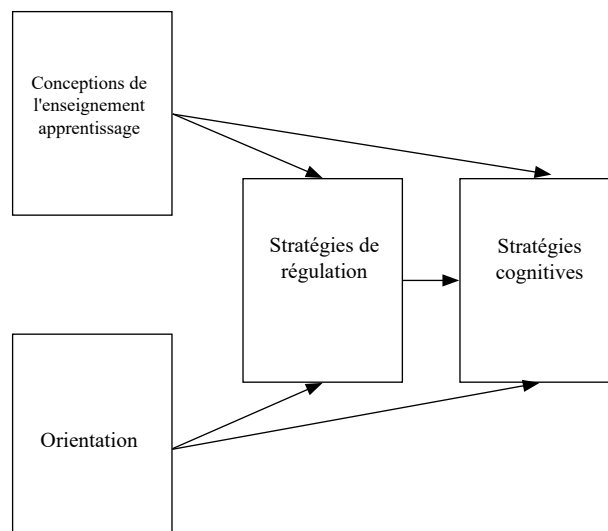 Conceptions de
l'enseignement
apprentissage
Stratégies de
régulation
Stratégies
cognitives
Orientation